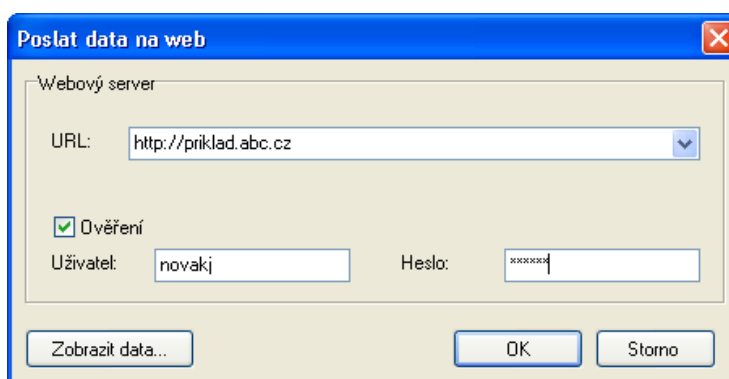 Poslat data na web
Webový server
URL: http://priklad.abc.cz
Ověření
Uživatel: novakj Heslo: ******
Zobrazit data... OK Storno